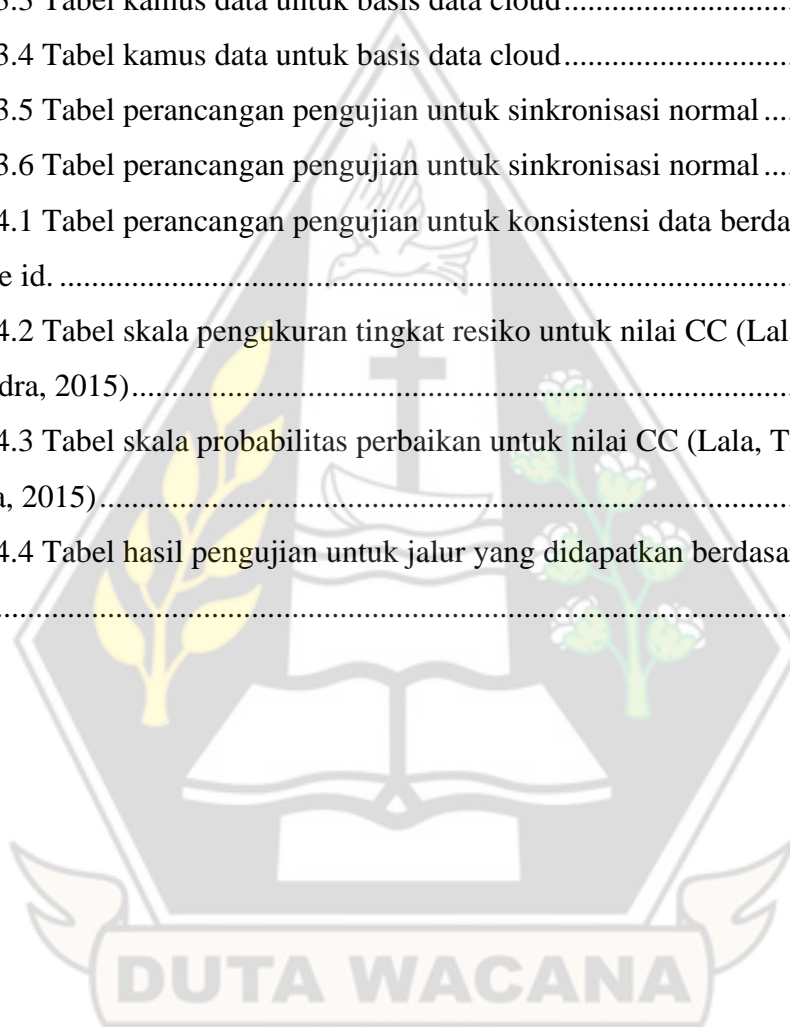 3.3 Tabel kamus data untuk basis data cloud.......................
3.4 Tabel kamus data untuk basis data cloud.......................
3.5 Tabel perancangan pengujian untuk sinkronisasi normal ....
3.6 Tabel perancangan pengujian untuk sinkronisasi normal ....
4.1 Tabel perancangan pengujian untuk konsistensi data berda
e id. ..........................................................................................
4.2 Tabel skala pengukuran tingkat resiko untuk nilai CC (Lal
dra, 2015)...............................................................................
4.3 Tabel skala probabilitas perbaikan untuk nilai CC (Lala, T
a, 2015)...................................................................................
4.4 Tabel hasil pengujian untuk jalur yang didapatkan berdasa
..................................................................................................
DUTA WACANA